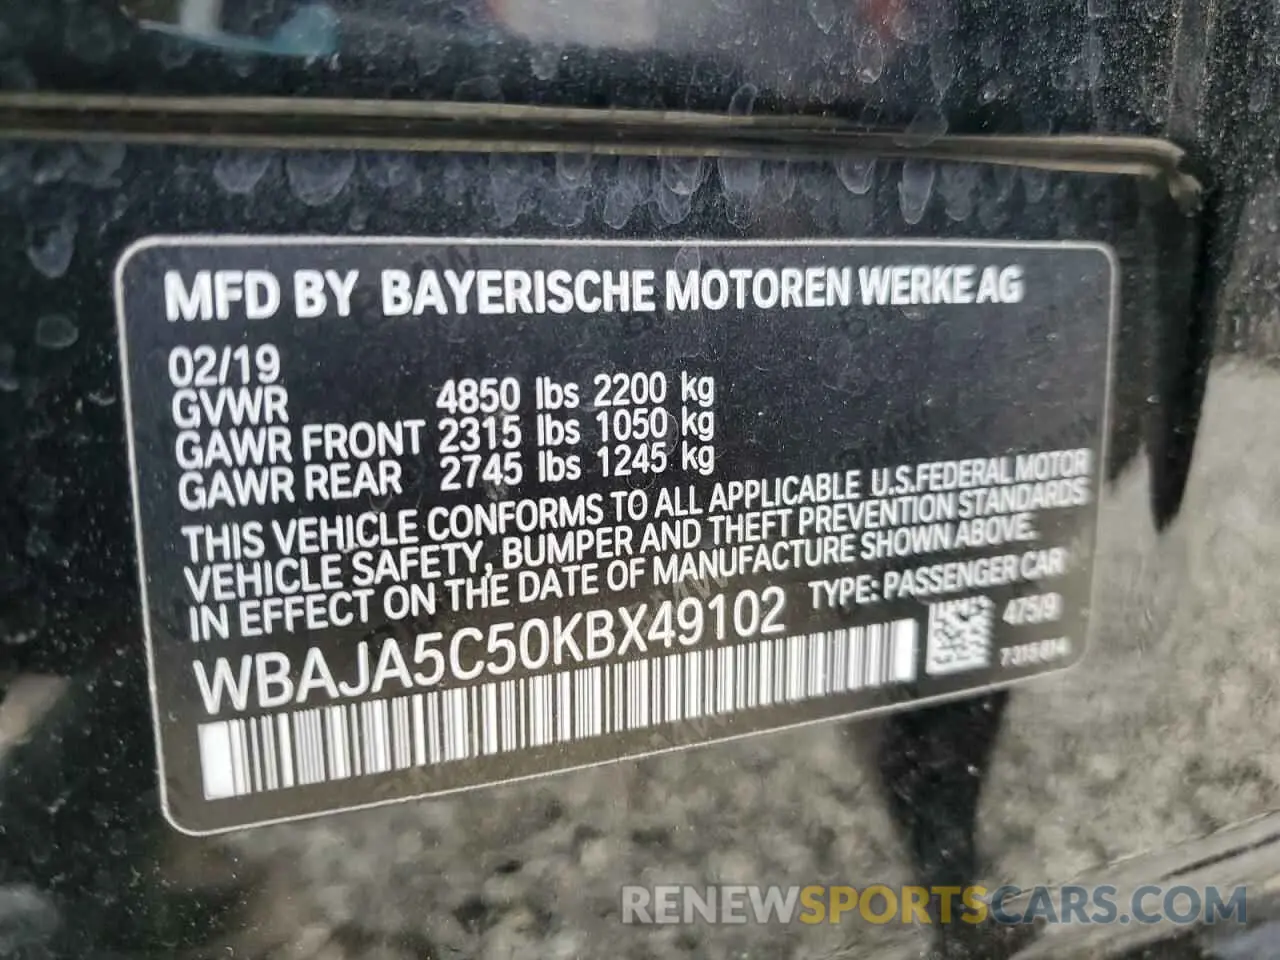 MFD BY BAYERISCHE MOTOREN WERKE AG
02/19
GVWR 4850 lbs 2200 kg
GAWR FRONT 2315 lbs 1050 kg
GAWR REAR 2745 lbs 1245 kg
THIS VEHICLE CONFORMS TO ALL APPLICABLE U.S.FEDERAL MOTOR
VEHICLE SAFETY, BUMPER AND THEFT PREVENTION STANDARDS
IN EFFECT ON THE DATE OF MANUFACTURE SHOWN ABOVE.
WBAJA5C50KBX49102 TYPE: PASSENGER CAR
475/9
RENEWSPORTSCARS.COM